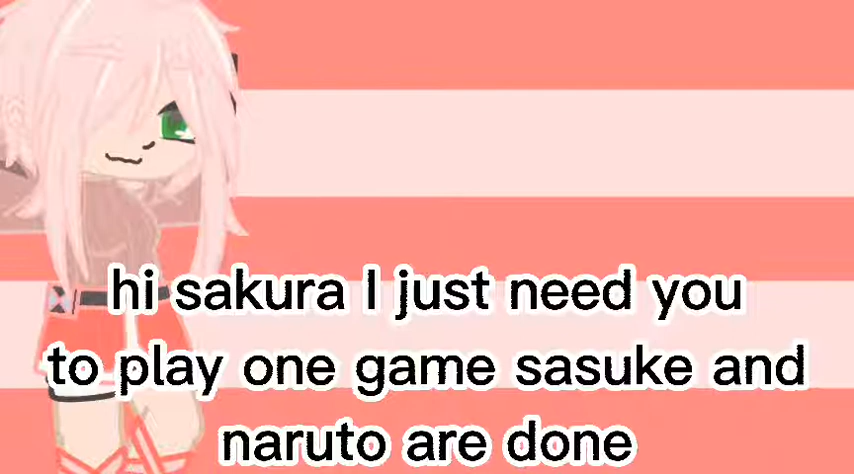 hi sakura I just need you
to play one game sasuke and
naruto are done